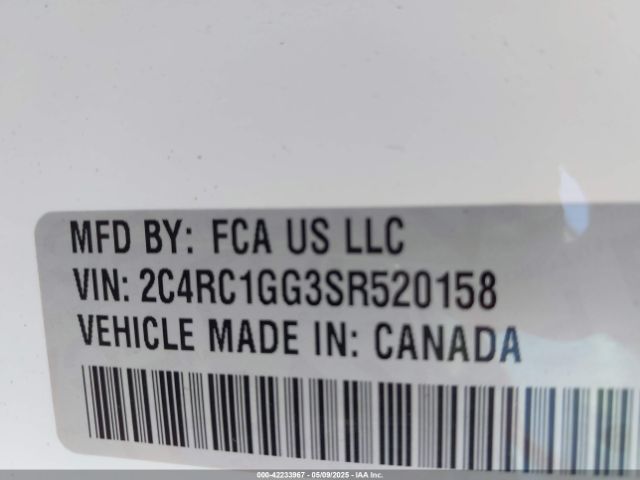 MFD BY: FCA US LLC
VIN: 2C4RC1GG3SR520158
VEHICLE MADE IN: CANADA
000-42233967 - 05/09/2025 - IAA Inc.